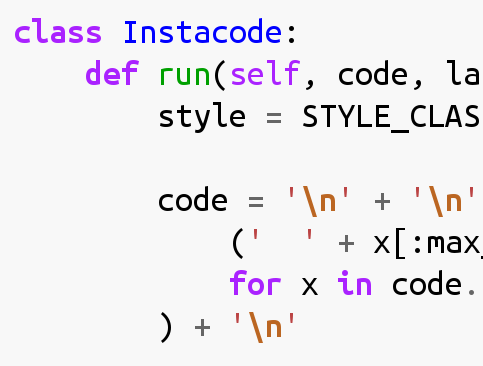 class Instacode:
    def run(self, code, la
        style = STYLE_CLAS
        code = '\n' + '\n'
            ('  ' + x[:max_
            for x in code.
        ) + '\n'